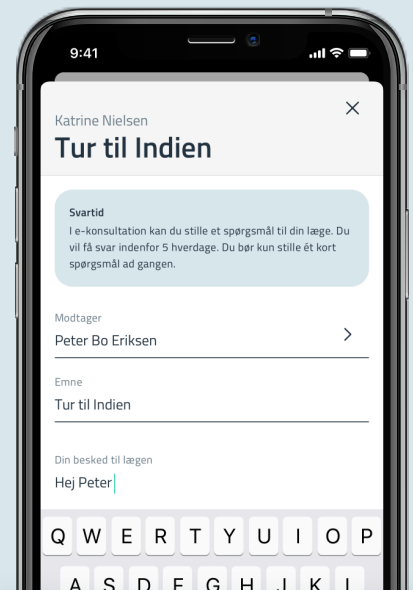 9:41
Katrine Nielsen
Tur til Indien
Svartid
I e-konsultation kan du stille et spørgsmål til din læge. Du
vil få svar indenfor 5 hverdage. Du bør kun stille ét kort
spørgsmål ad gangen.
Modtager
Peter Bo Eriksen
Emne
Tur til Indien
Din besked til lægen
Hej Peter
Q W E R T Y U I O P
A S D F G H J K L